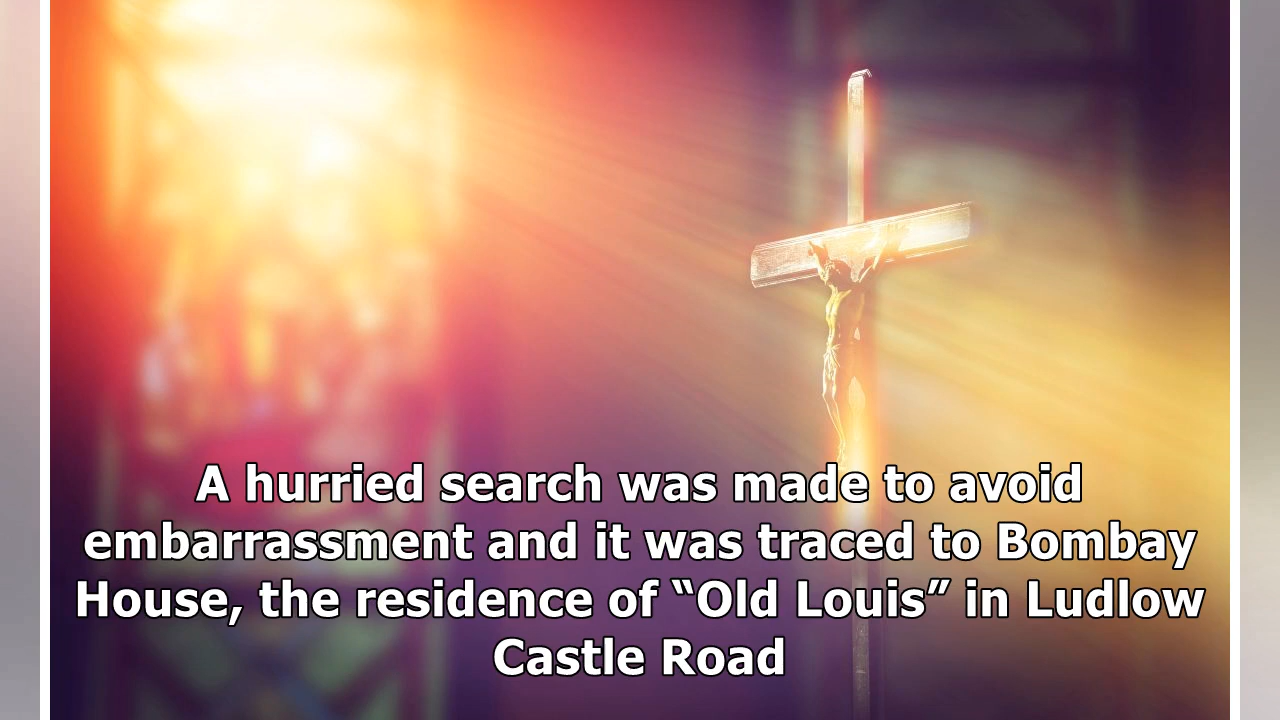 A hurried search was made to avoid
embarrassment and it was traced to Bombay
House, the residence of “Old Louis” in Ludlow
Castle Road